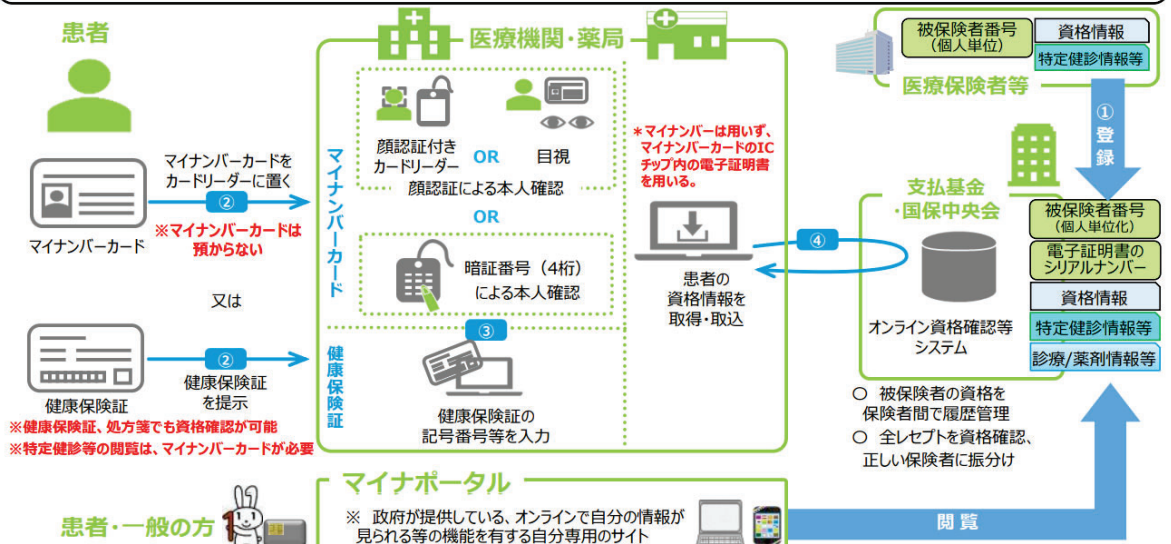 患者
マイナンバーカード
マイナンバーカードを
カードリーダーに置く
②
※マイナンバーカードは
預からない
又は
健康保険証
②
健康保険証
を提示
※健康保険証、処方箋でも資格確認が可能
※特定健診等の閲覧は、マイナンバーカードが必要
医療機関・薬局
マイナンバーカード
顔認証付き
カードリーダー
OR
目視
顔認証による本人確認
OR
暗証番号（4桁）
による本人確認
③
健康保険証
健康保険証の
記号番号等を入力
＊マイナンバーは用いず、
マイナンバーカードのIC
チップ内の電子証明書
を用いる。
患者の
資格情報を
取得・取込
④
被保険者番号
（個人単位）
資格情報
特定健診情報等
医療保険者等
①
登録
支払基金
・国保中央会
オンライン資格確認等
システム
被保険者番号
（個人単位化）
電子証明書の
シリアルナンバー
資格情報
特定健診情報等
診療/薬剤情報等
○ 被保険者の資格を
保険者間で履歴管理
○ 全レセプトを資格確認、
正しい保険者に振分け
患者・一般の方
マイナポータル
※ 政府が提供している、オンラインで自分の情報が
見られる等の機能を有する自分専用のサイト
閲覧